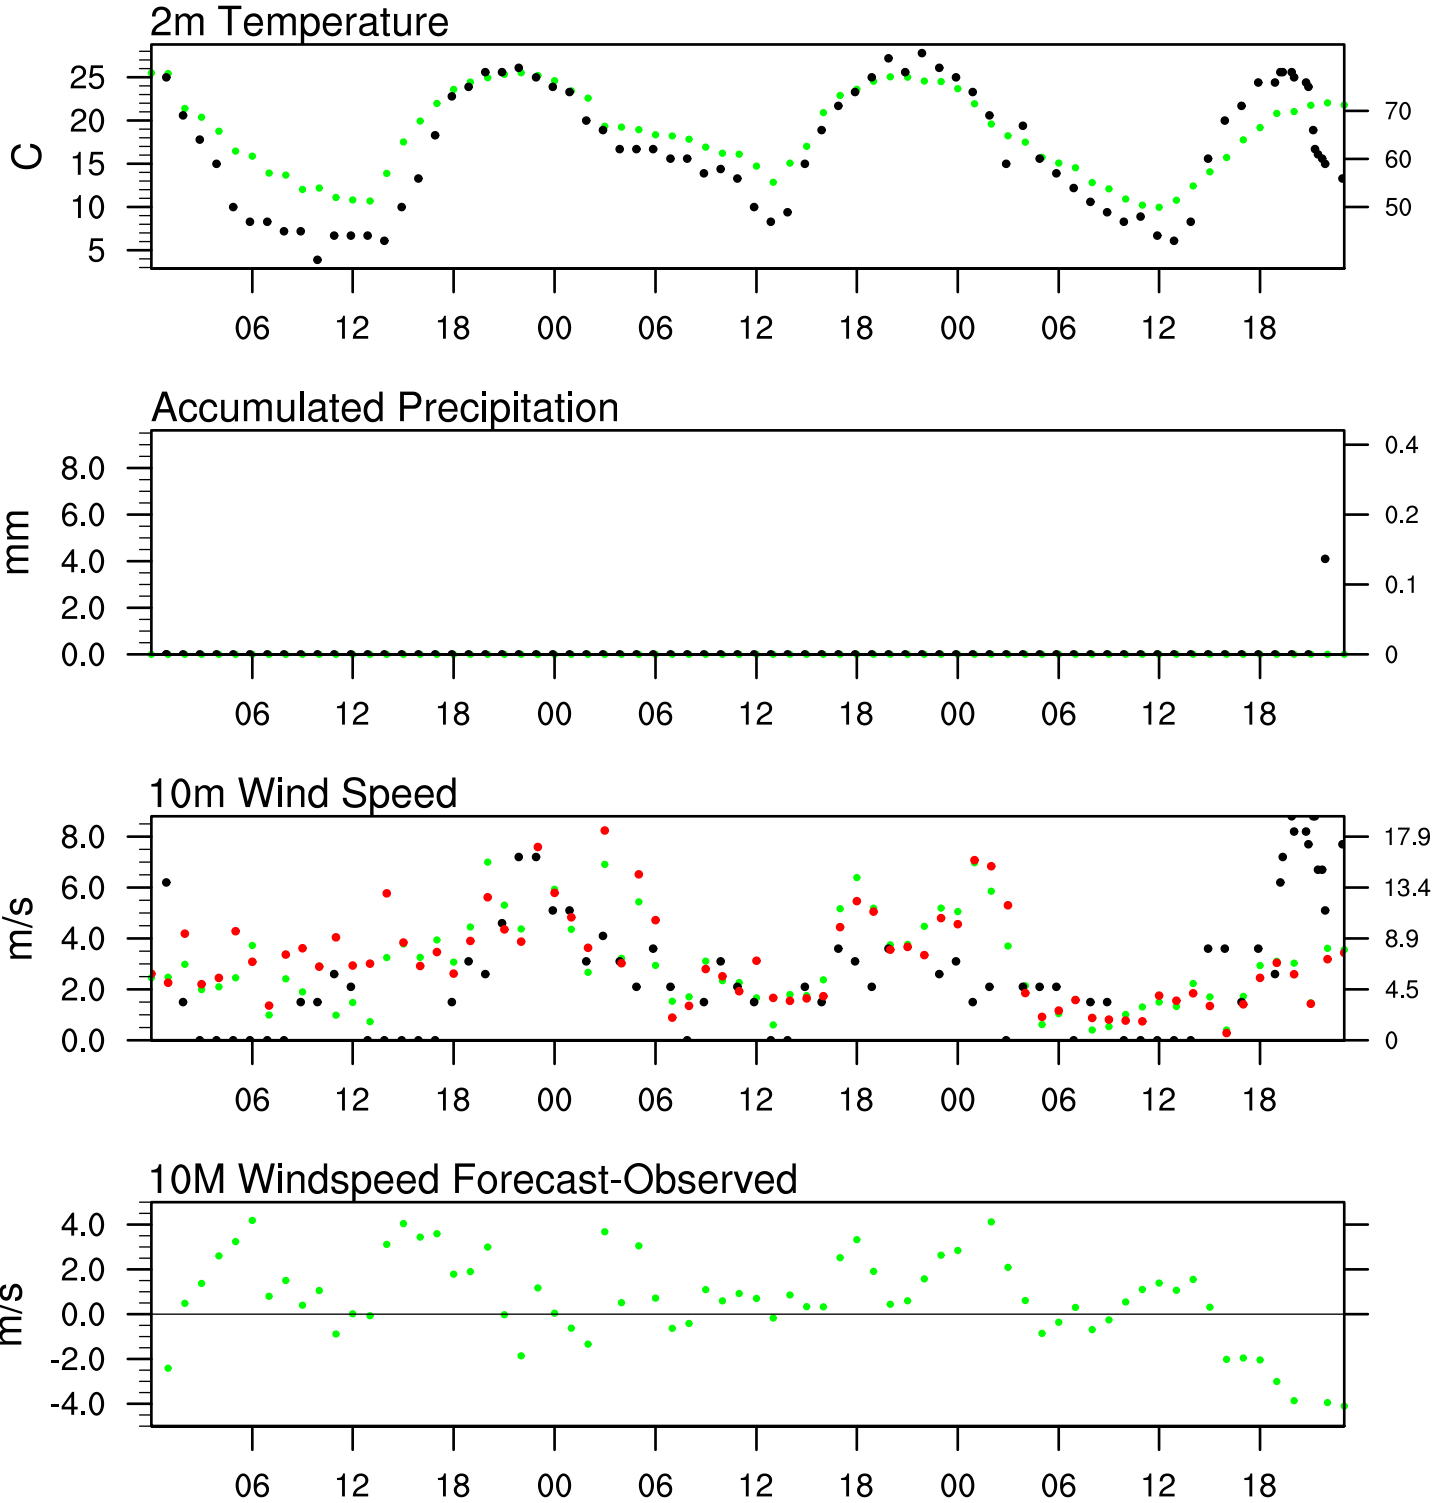 2m Temperature
C
25
20
15
10
5
70
60
50
06 12 18 00 06 12 18 00 06 12 18
Accumulated Precipitation
mm
8.0
6.0
4.0
2.0
0.0
0.4
0.2
0.1
0
06 12 18 00 06 12 18 00 06 12 18
10m Wind Speed
m/s
8.0
6.0
4.0
2.0
0.0
17.9
13.4
8.9
4.5
0
06 12 18 00 06 12 18 00 06 12 18
10M Windspeed Forecast-Observed
m/s
4.0
2.0
0.0
-2.0
-4.0
06 12 18 00 06 12 18 00 06 12 18